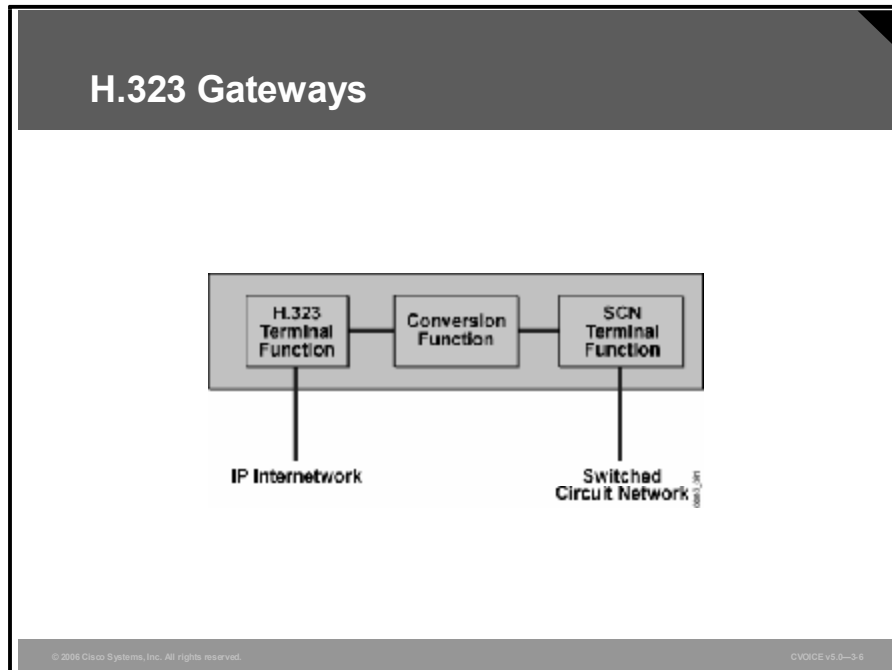 H.323 Gateways
H.323
Terminal
Function
Conversion
Function
SCN
Terminal
Function
IP Internetwork
Switched
Circuit Network
© 2006 Cisco Systems, Inc. All rights reserved.
CVOICE v5.0—3-6